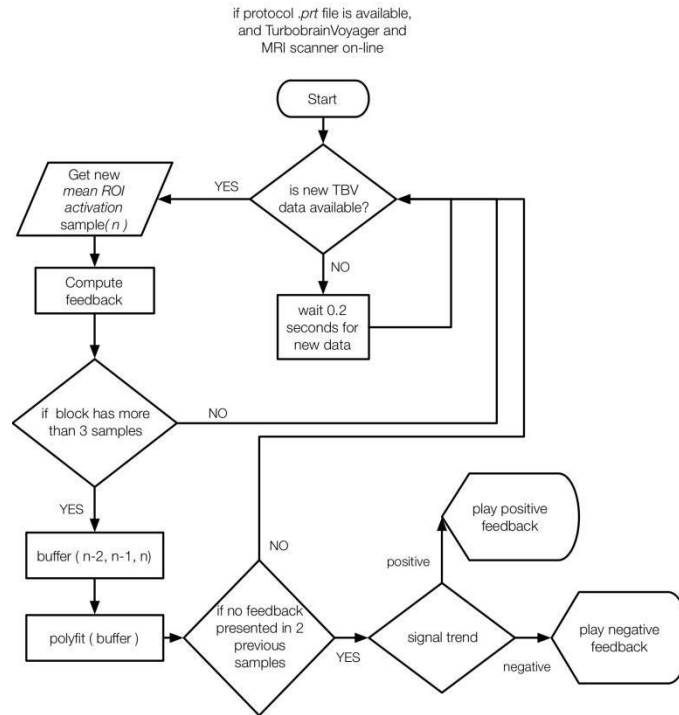 if protocol .prt file is available,
and TurbobrainVoyager and
MRI scanner on-line
Start
is new TBV
data available?
YES
NO
Get new
mean ROI
activation
sample( n )
Compute
feedback
wait 0.2
seconds for
new data
if block has more
than 3 samples
NO
YES
buffer ( n-2, n-1, n)
polyfit ( buffer )
if no feedback
presented in 2
previous
samples
NO
YES
signal trend
positive
negative
play positive
feedback
play negative
feedback